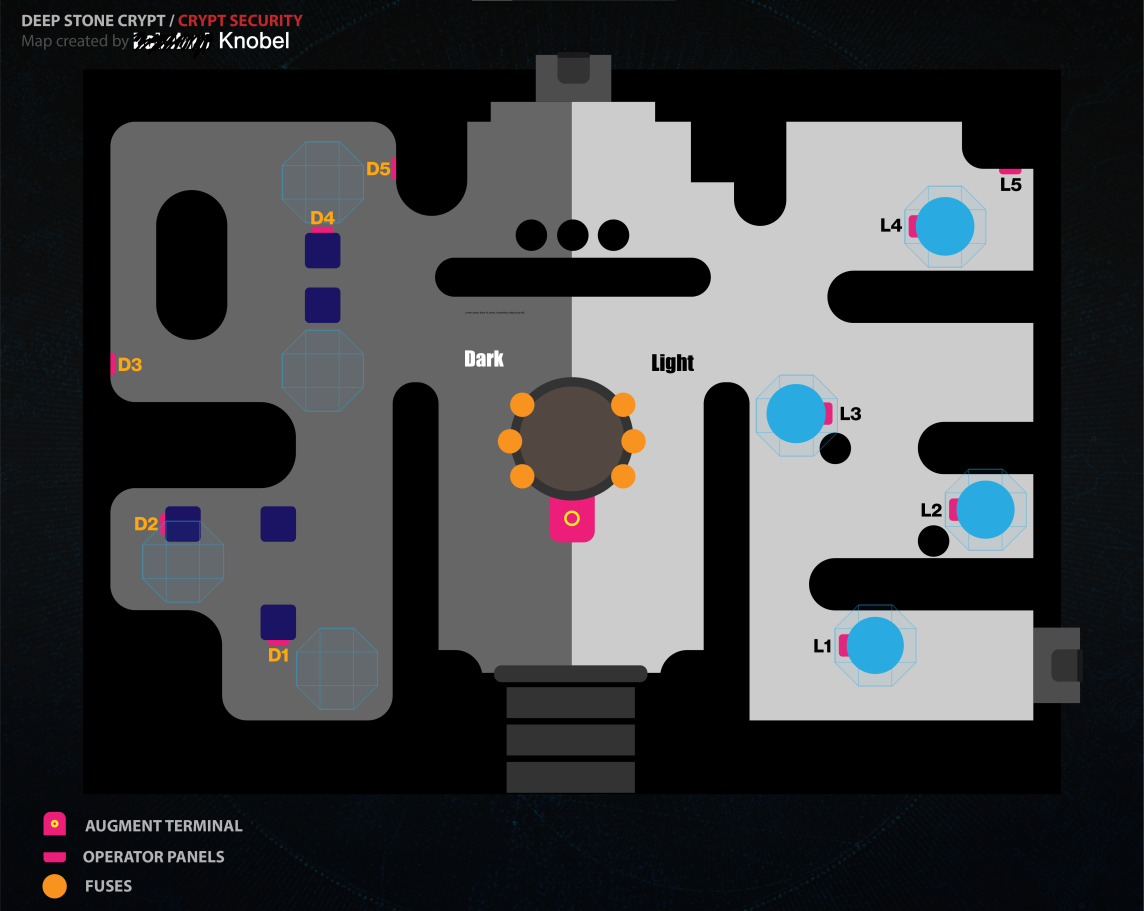 DEEP STONE CRYPT / CRYPT SECURITY
Map created by Knobel
D5
L5
D4
L4
Dark
Light
D3
L3
L2
D2
L1
D1
AUGMENT TERMINAL
OPERATOR PANELS
FUSES